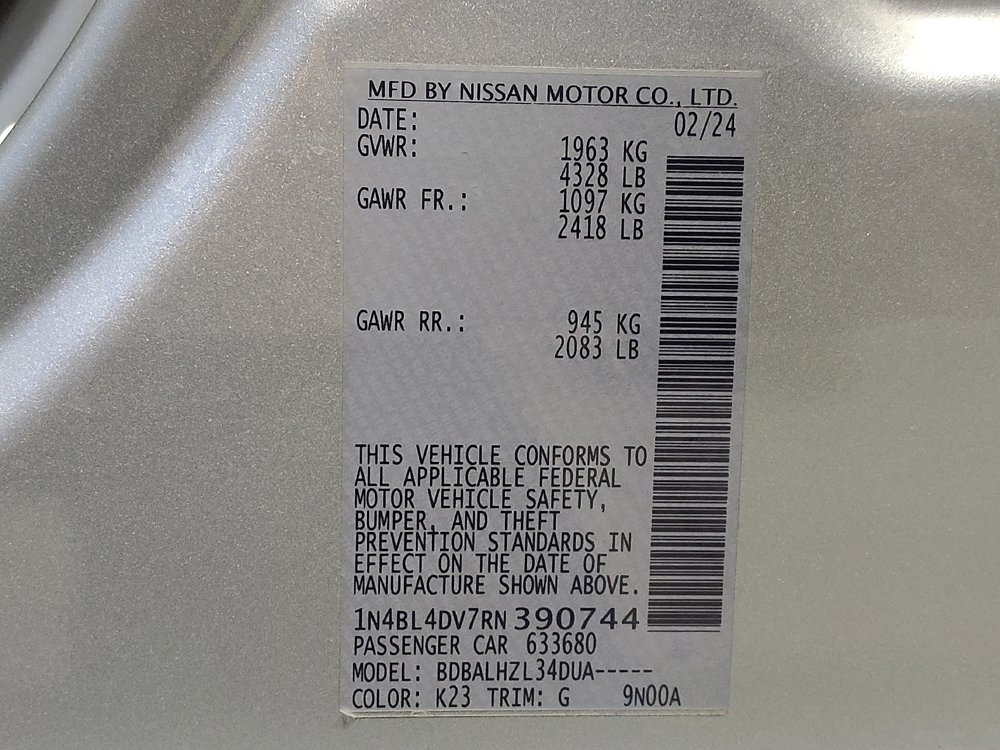 MFD BY NISSAN MOTOR CO., LTD.
DATE: 02/24
GVWR: 1963 KG
4328 LB
GAWR FR.: 1097 KG
2418 LB
GAWR RR.: 945 KG
2083 LB
THIS VEHICLE CONFORMS TO
ALL APPLICABLE FEDERAL
MOTOR VEHICLE SAFETY,
BUMPER, AND THEFT
PREVENTION STANDARDS IN
EFFECT ON THE DATE OF
MANUFACTURE SHOWN ABOVE.
1N4BL4DV7RN390744
PASSENGER CAR 633680
MODEL: BDBALHZL34DUA-----
COLOR: K23 TRIM: G 9N00A